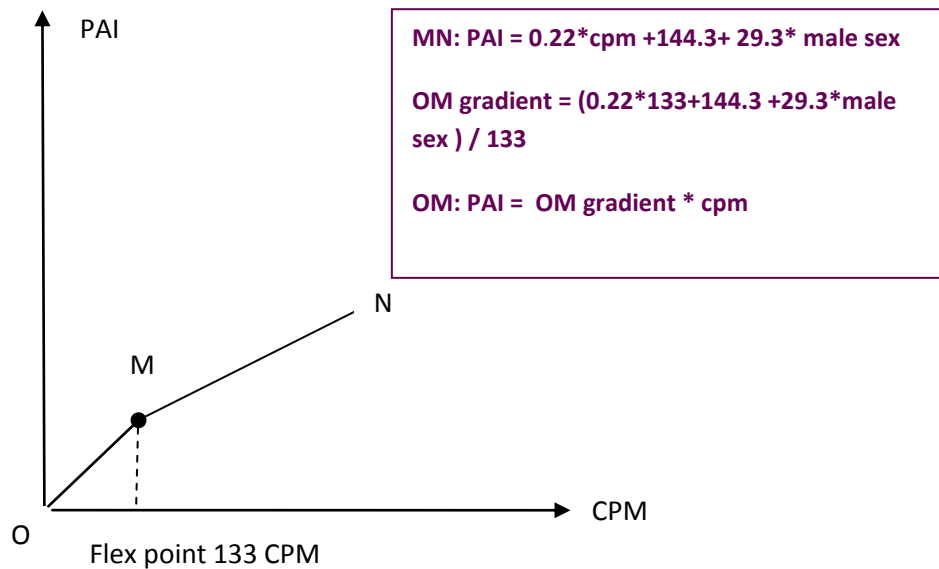 PAI
MN: PAI = 0.22*cpm +144.3+ 29.3* male sex
OM gradient = (0.22*133+144.3 +29.3*male
sex ) / 133
OM: PAI =  OM gradient * cpm
N
M
CPM
O
Flex point 133 CPM